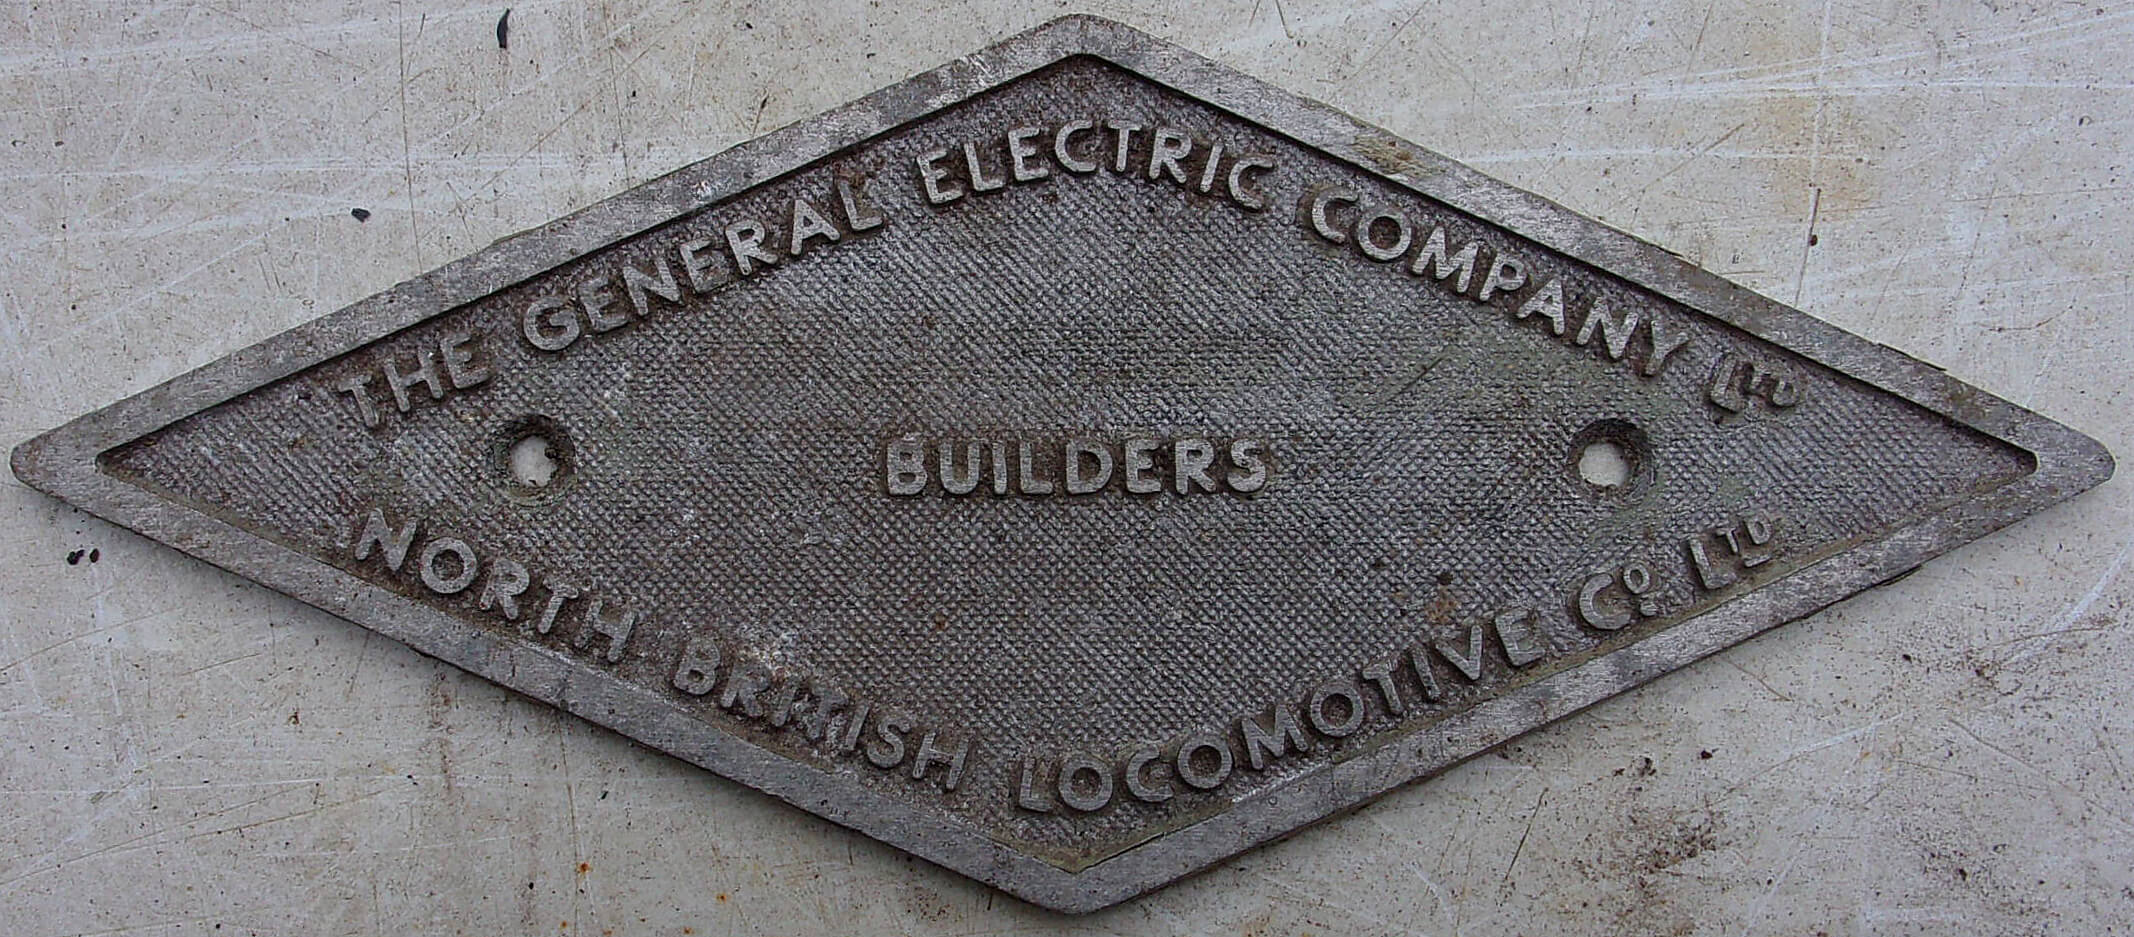 THE GENERAL ELECTRIC COMPANY LTD
BUILDERS
NORTH BRITISH LOCOMOTIVE CO LTD